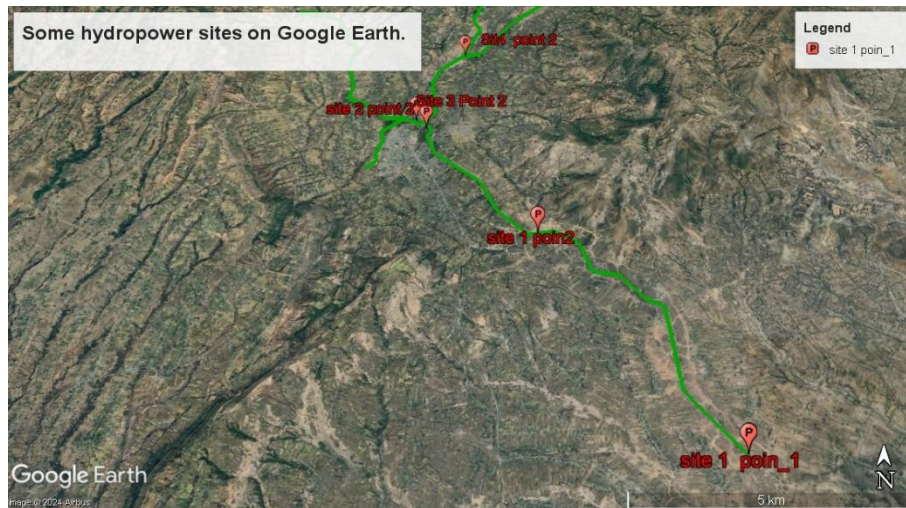 Some hydropower sites on Google Earth.
Legend
site 1 poin_1
Site4 point 2
site 2 point 2
Site 3 Point 2
site 1 poin2
site 1 poin_1
Google Earth
Image © 2024 Airbus
N
5 km